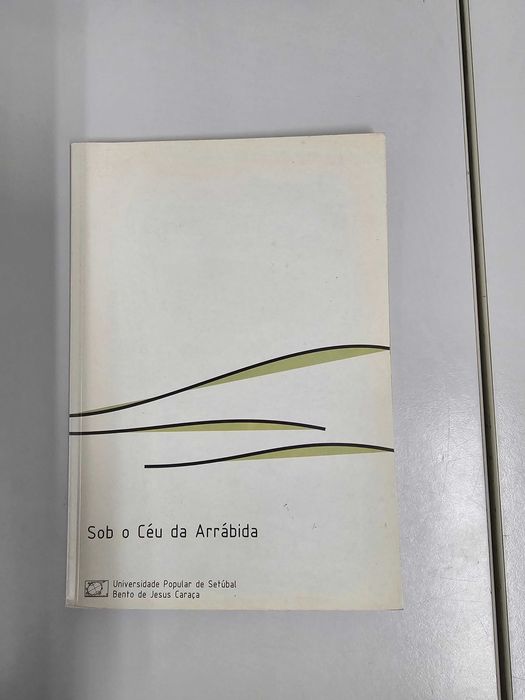 Sob o Céu da Arrábida
Universidade Popular de Setúbal
Bento de Jesus Caraça